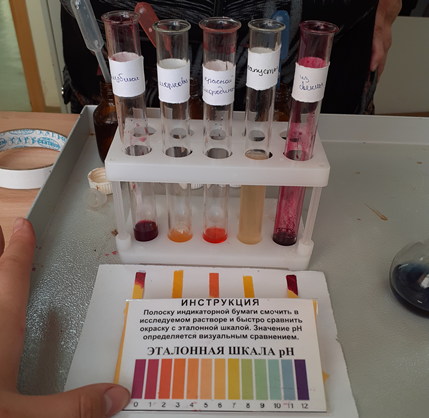 из
ИНСТРУКЦИЯ
Полоску индикаторной бумаги смочить в
исследуемом растворе и быстро сравнить
окраску с эталонной шкалой. Значение pH
определяется визуальным сравнением.
ЭТАЛОННАЯ ШКАЛА pH
0 1 2 3 4 5 6 7 8 9 10 11 12